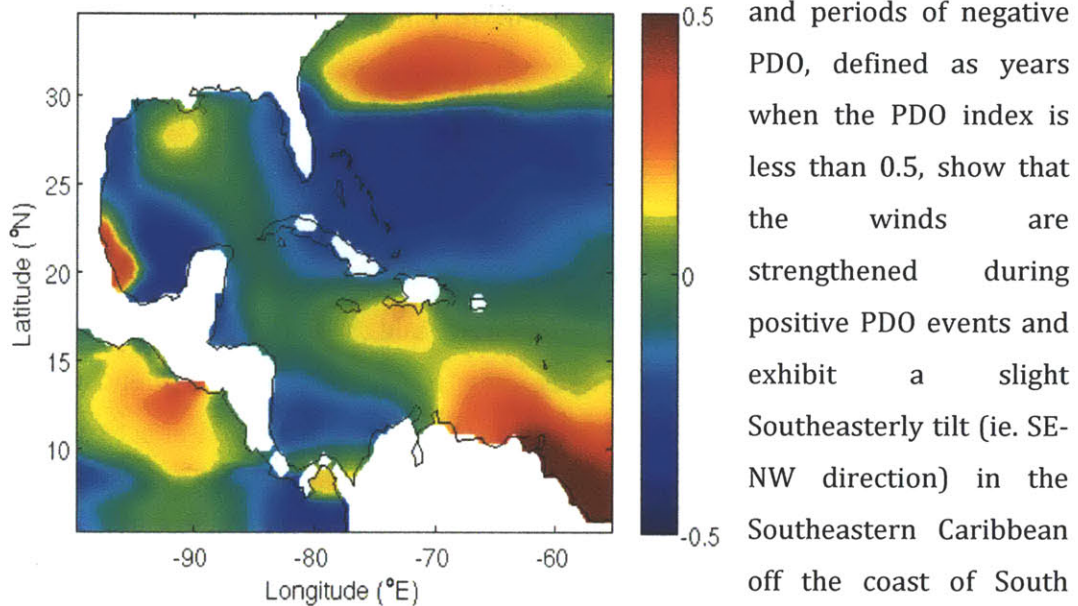 0.5
0
-0.5
30
25
20
15
10
Latitude (°N)
-90
-80
-70
-60
Longitude (°E)
and periods of negative
PDO, defined as years
when the PDO index is
less than 0.5, show that
the winds are
strengthened during
positive PDO events and
exhibit a slight
Southeasterly tilt (ie. SE-
NW direction) in the
Southeastern Caribbean
off the coast of South